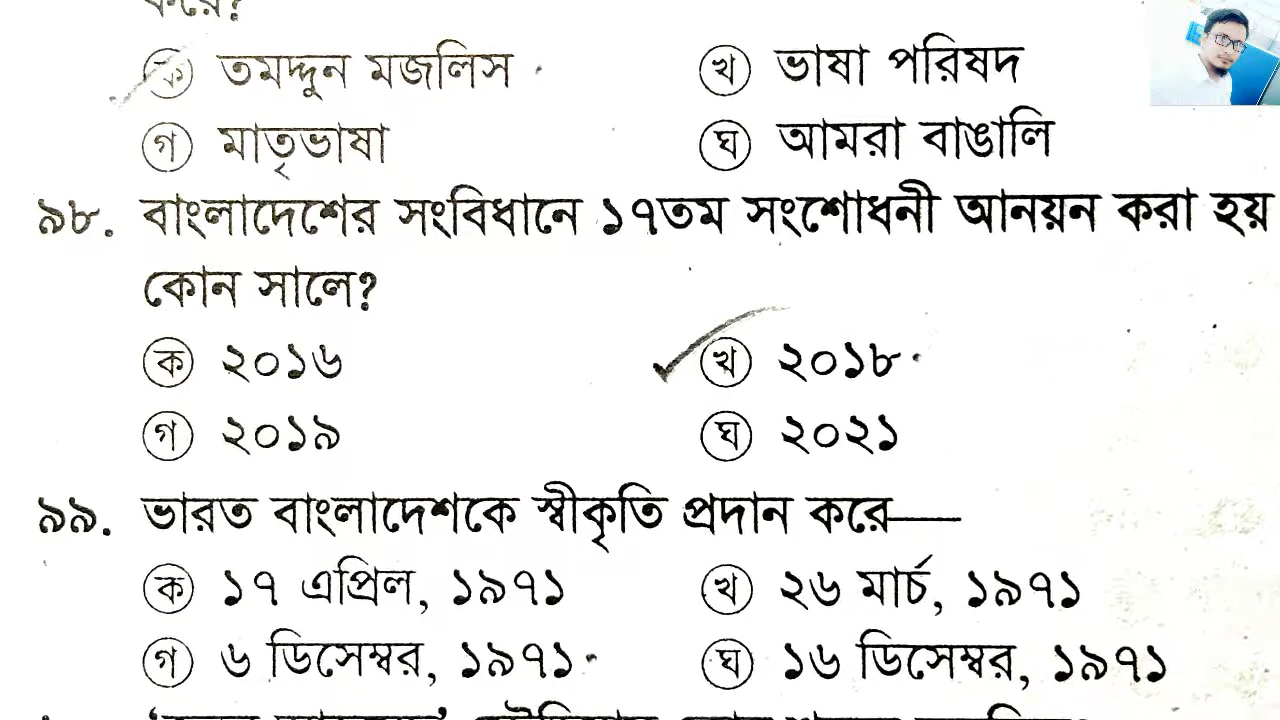 করে?
ক তমদ্দুন মজলিস খ ভাষা পরিষদ
গ মাতৃভাষা ঘ আমরা বাঙালি
৯৮. বাংলাদেশের সংবিধানে ১৭তম সংশোধনী আনয়ন করা হয়
কোন সালে?
ক ২০১৬ খ ২০১৮
গ ২০১৯ ঘ ২০২১
৯৯. ভারত বাংলাদেশকে স্বীকৃতি প্রদান করে—
ক ১৭ এপ্রিল, ১৯৭১ খ ২৬ মার্চ, ১৯৭১
গ ৬ ডিসেম্বর, ১৯৭১ ঘ ১৬ ডিসেম্বর, ১৯৭১